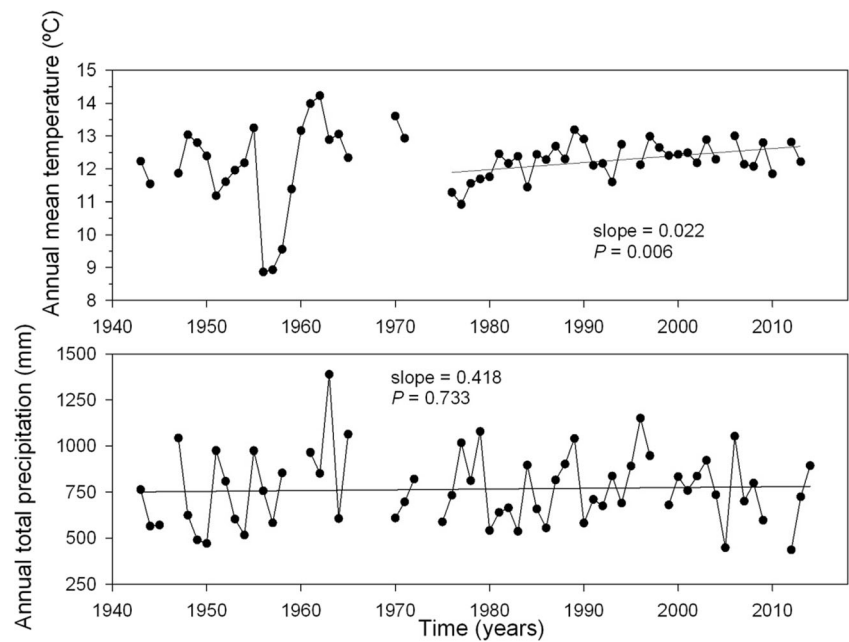 Annual mean temperature (ºC)
15
14
13
12
11
10
9
8
slope = 0.022
P = 0.006
1940 1950 1960 1970 1980 1990 2000 2010
Annual total precipitation (mm)
1500
1250
1000
750
500
250
slope = 0.418
P = 0.733
1940 1950 1960 1970 1980 1990 2000 2010
Time (years)